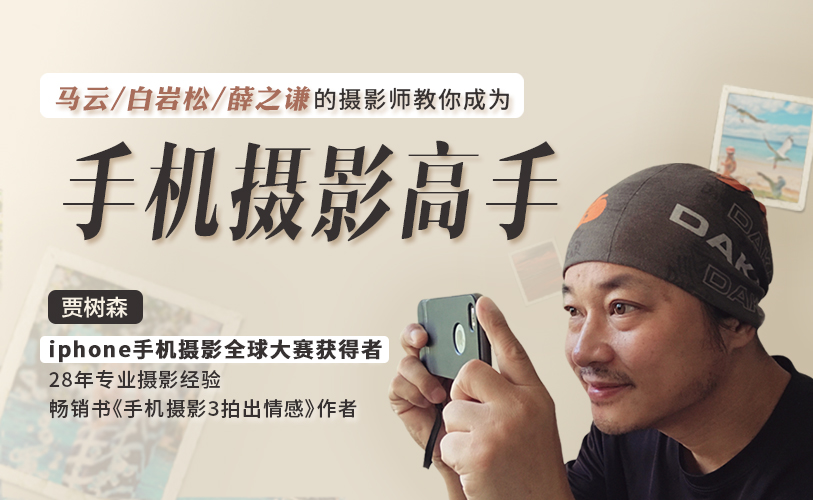 马云/白岩松/薛之谦的摄影师教你成为
手机摄影高手
贾树森
iphone手机摄影全球大赛获得者
28年专业摄影经验
畅销书《手机摄影3拍出情感》作者